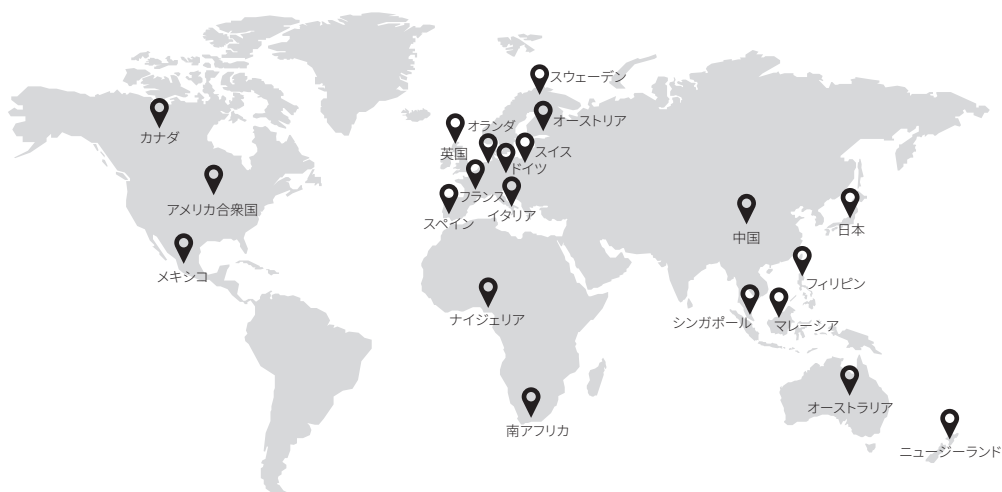 スウェーデン
オーストリア
オランダ
英国
スイス
ドイツ
フランス
イタリア
スペイン
カナダ
アメリカ合衆国
メキシコ
中国
日本
フィリピン
シンガポール
マレーシア
ナイジェリア
南アフリカ
オーストラリア
ニュージーランド